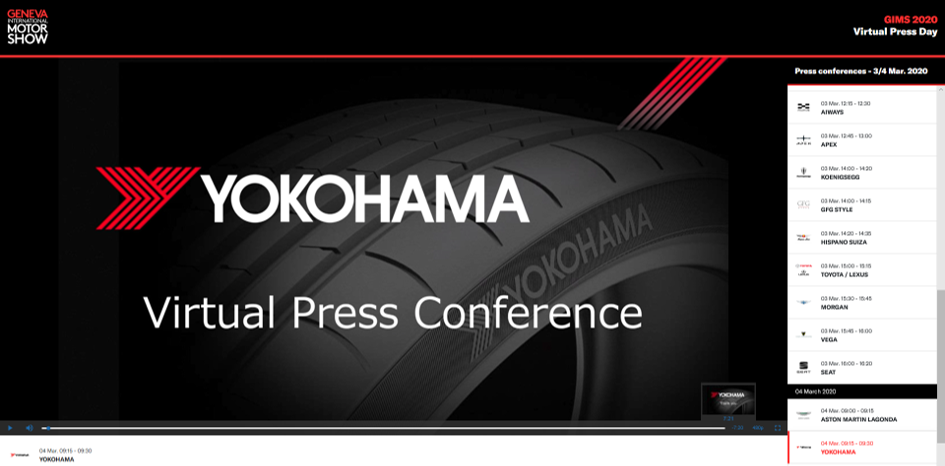 GENEVA
INTERNATIONAL
MOTOR
SHOW
GIMS 2020
Virtual Press Day
Press conferences - 3/4 Mar. 2020
YOKOHAMA
YOKOHAMA
Virtual Press Conference
YOKOHAMA
480p
04 Mar. 09:15 - 09:30
YOKOHAMA
03 Mar. 12:15 - 12:30
AIWAYS
03 Mar. 12:45 - 13:00
APEX
03 Mar. 14:00 - 14:20
KOENIGSEGG
03 Mar. 14:00 - 14:15
GFG STYLE
03 Mar. 14:20 - 14:35
HISPANO SUIZA
03 Mar. 15:00 - 15:15
TOYOTA / LEXUS
03 Mar. 15:30 - 15:45
MORGAN
03 Mar. 15:45 - 16:00
VEGA
03 Mar. 16:00 - 16:20
SEAT
04 March 2020
04 Mar. 09:00 - 09:15
ASTON MARTIN LAGONDA
04 Mar. 09:15 - 09:30
YOKOHAMA